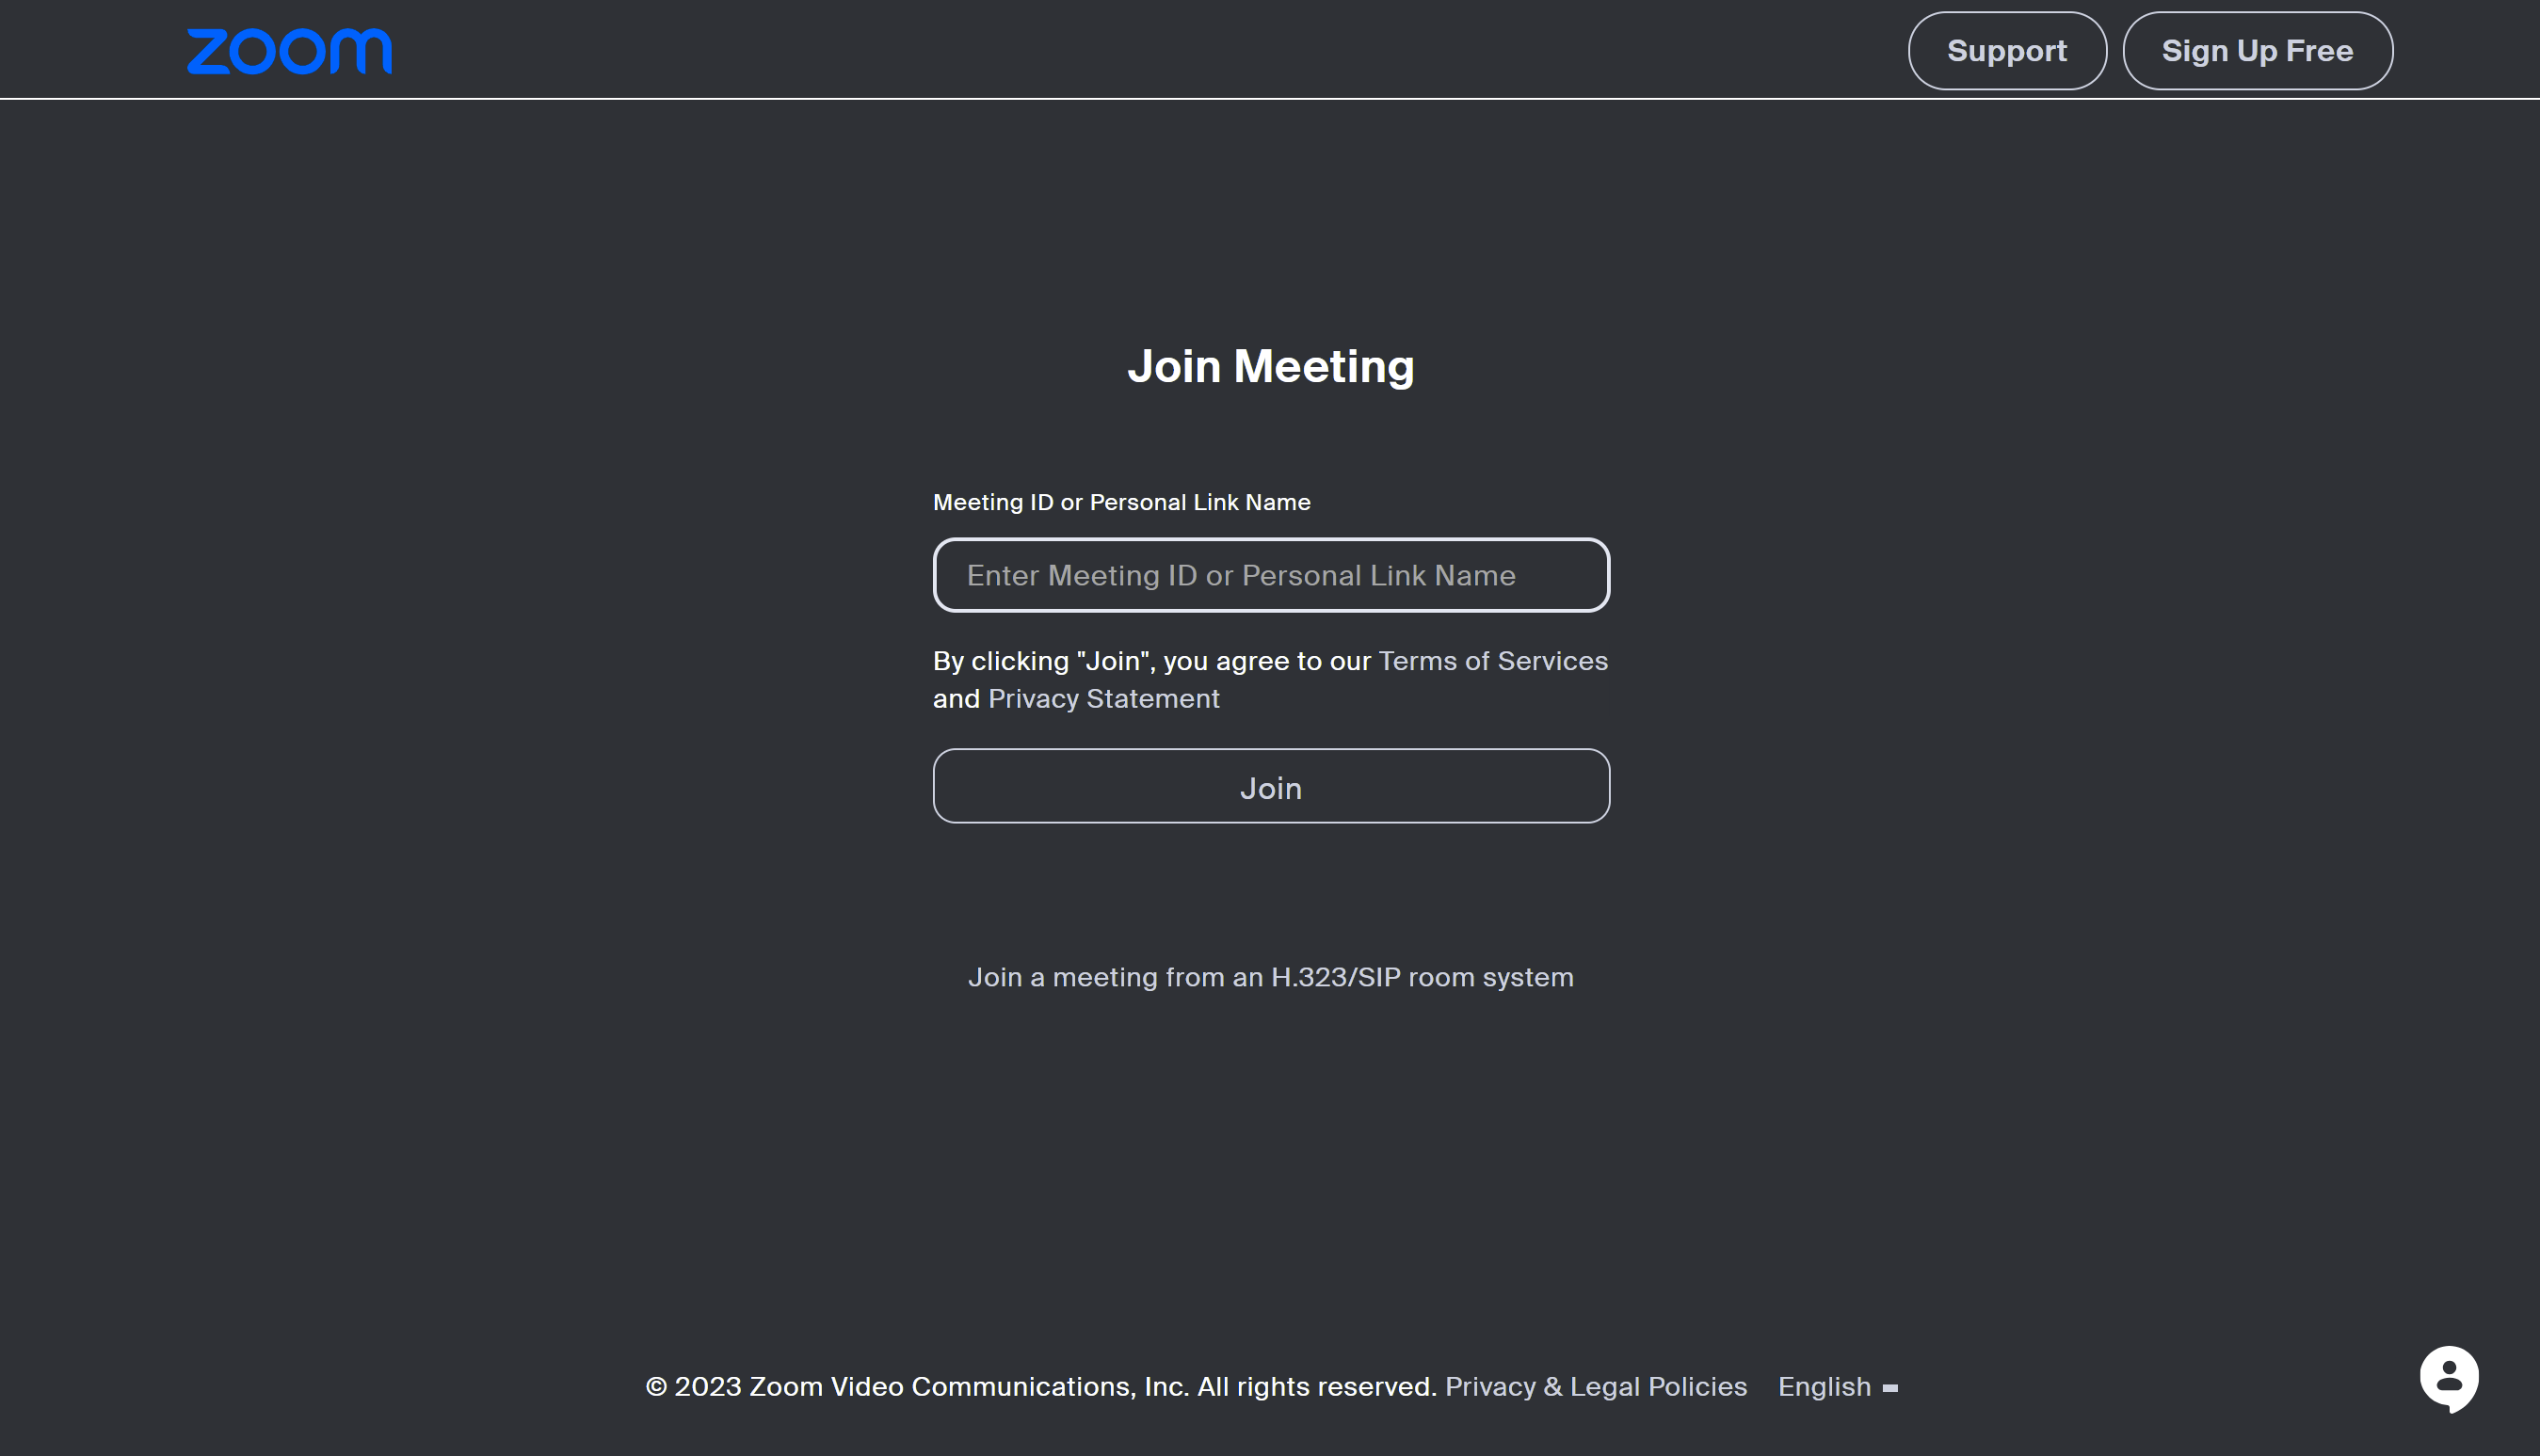 zoom
Support
Sign Up Free
Join Meeting
Meeting ID or Personal Link Name
Enter Meeting ID or Personal Link Name
By clicking "Join", you agree to our Terms of Services
and Privacy Statement
Join
Join a meeting from an H.323/SIP room system
© 2023 Zoom Video Communications, Inc. All rights reserved. Privacy & Legal Policies English